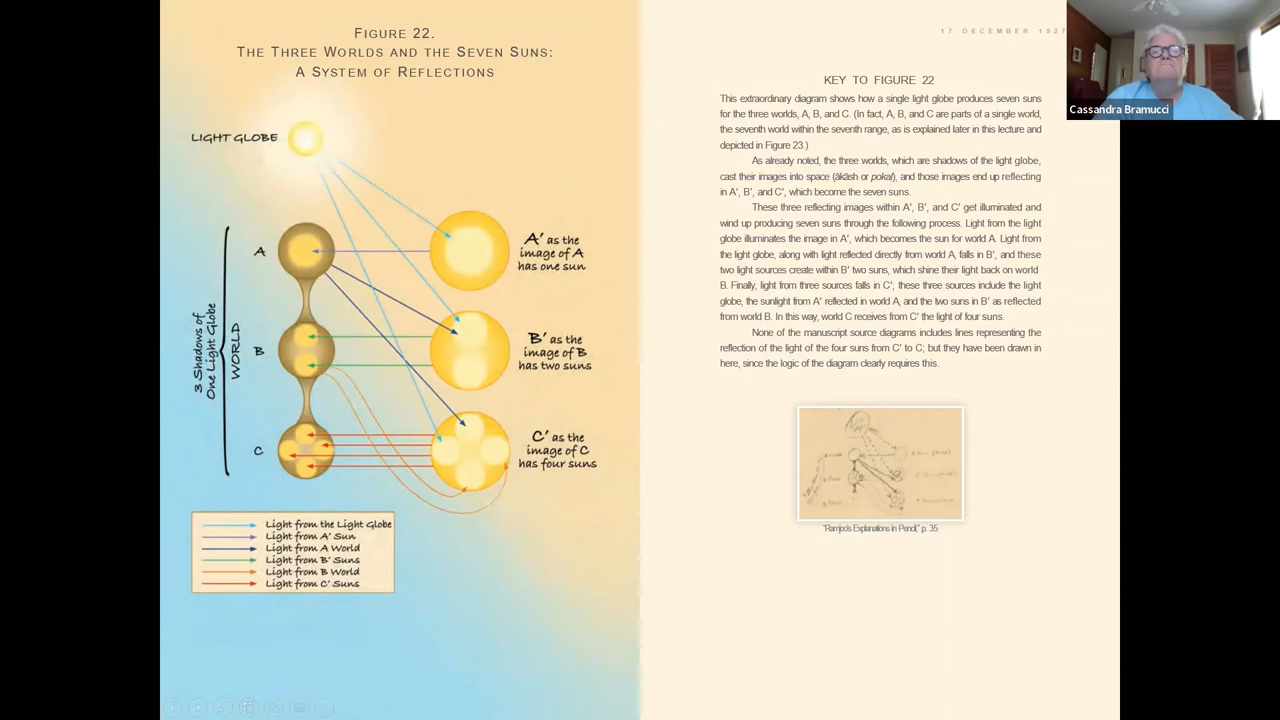 FIGURE 22.
THE THREE WORLDS AND THE SEVEN SUNS:
A SYSTEM OF REFLECTIONS
LIGHT GLOBE
A
B
C
3 Shadows of
One Light Globe
WORLD
A′ as the
image of A
has one sun
B′ as the
image of B
has two suns
C′ as the
image of C
has four suns
Light from the Light Globe
Light from A′ Sun
Light from A World
Light from B′ Suns
Light from B World
Light from C′ Suns
17 DECEMBER 1927
KEY TO FIGURE 22
This extraordinary diagram shows how a single light globe produces seven suns
for the three worlds, A, B, and C. (In fact, A, B, and C are parts of a single world,
the seventh world within the seventh range, as is explained later in this lecture and
depicted in Figure 23.)
As already noted, the three worlds, which are shadows of the light globe,
cast their images into space (ākāsh or pokal), and those images end up reflecting
in A′, B′, and C′, which become the seven suns.
These three reflecting images within A′, B′, and C′ get illuminated and
wind up producing seven suns through the following process. Light from the light
globe illuminates the image in A′, which becomes the sun for world A. Light from
the light globe, along with light reflected directly from world A, falls in B′, and these
two light sources create within B′ two suns, which shine their light back on world
B. Finally, light from three sources falls in C′; these three sources include the light
globe, the sunlight from A′ reflected in world A, and the two suns in B′ as reflected
from world B. In this way, world C receives from C′ the light of four suns.
None of the manuscript source diagrams includes lines representing the
reflection of the light of the four suns from C′ to C; but they have been drawn in
here, since the logic of the diagram clearly requires this.
"Ramjoo's Explanations in Pencil," p. 35
Cassandra Bramucci